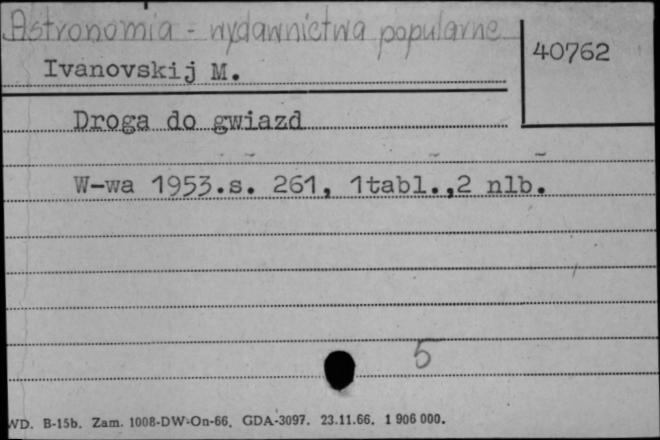 Astronomia - wydawnictwa popularne
40762
Ivanovskij M.
Droga do gwiazd
W-wa 1953.s. 261, 1tabl.,2 nlb.
5
WD. B-15b. Zam. 1008-DW-On-66. GDA-3097. 23.11.66. 1 906 000.